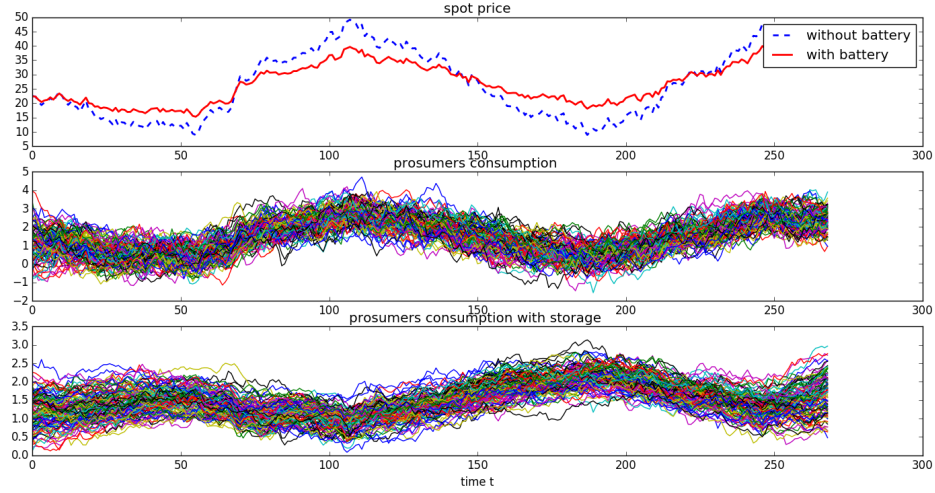 spot price
50
45
40
35
30
25
20
15
10
5
without battery
with battery
0 50 100 150 200 250 300
prosumers consumption
5
4
3
2
1
0
−1
−2
0 50 100 150 200 250 300
prosumers consumption with storage
3.5
3.0
2.5
2.0
1.5
1.0
0.5
0.0
0 50 100 150 200 250 300
time t